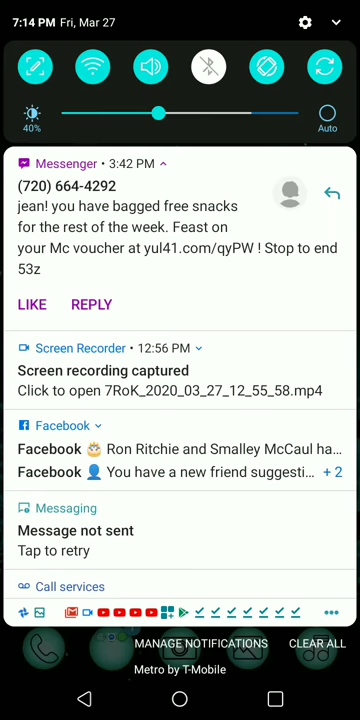 7:14 PM Fri, Mar 27
40%
Auto
Messenger • 3:42 PM
(720) 664-4292
jean! you have bagged free snacks
for the rest of the week. Feast on
your Mc voucher at yul41.com/qyPW ! Stop to end
53z
LIKE REPLY
Screen Recorder • 12:56 PM
Screen recording captured
Click to open 7RoK_2020_03_27_12_55_58.mp4
Facebook
Facebook 🎂 Ron Ritchie and Smalley McCaul ha...
Facebook 👤 You have a new friend suggesti... + 2
Messaging
Message not sent
Tap to retry
Call services
MANAGE NOTIFICATIONS CLEAR ALL
Metro by T-Mobile